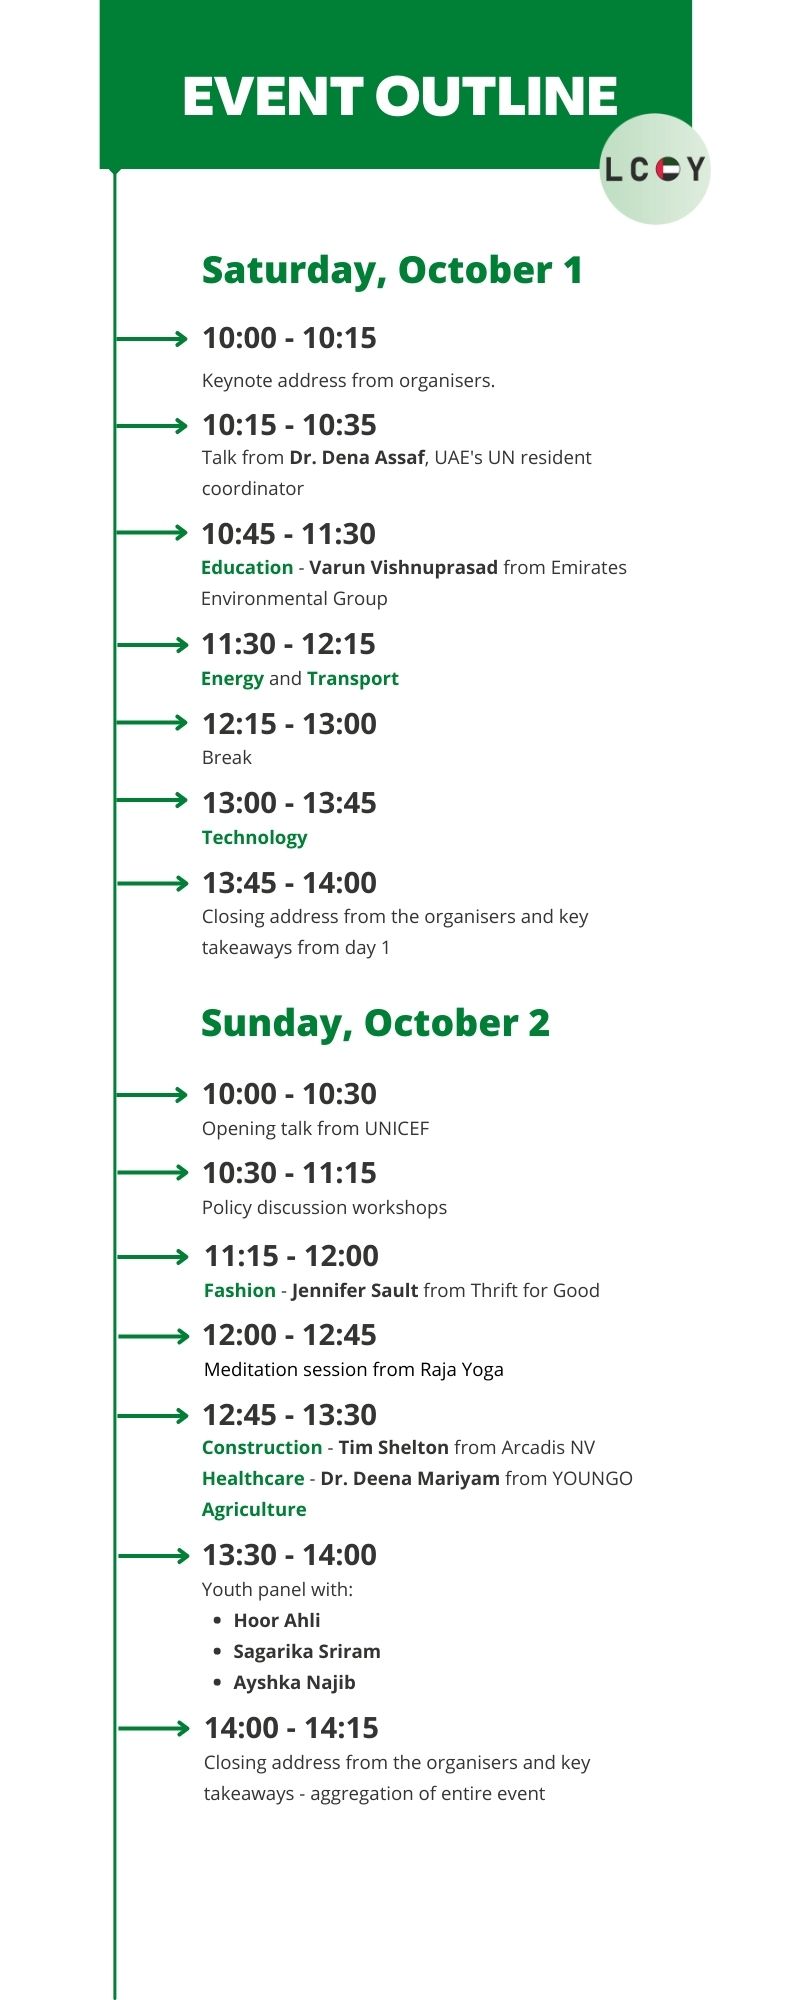 EVENT OUTLINE
LCOY
Saturday, October 1
10:00 - 10:15
Keynote address from organisers.
10:15 - 10:35
Talk from Dr. Dena Assaf, UAE's UN resident
coordinator
10:45 - 11:30
Education - Varun Vishnuprasad from Emirates
Environmental Group
11:30 - 12:15
Energy and Transport
12:15 - 13:00
Break
13:00 - 13:45
Technology
13:45 - 14:00
Closing address from the organisers and key
takeaways from day 1
Sunday, October 2
10:00 - 10:30
Opening talk from UNICEF
10:30 - 11:15
Policy discussion workshops
11:15 - 12:00
Fashion - Jennifer Sault from Thrift for Good
12:00 - 12:45
Meditation session from Raja Yoga
12:45 - 13:30
Construction - Tim Shelton from Arcadis NV
Healthcare - Dr. Deena Mariyam from YOUNGO
Agriculture
13:30 - 14:00
Youth panel with:
• Hoor Ahli
• Sagarika Sriram
• Ayshka Najib
14:00 - 14:15
Closing address from the organisers and key
takeaways - aggregation of entire event